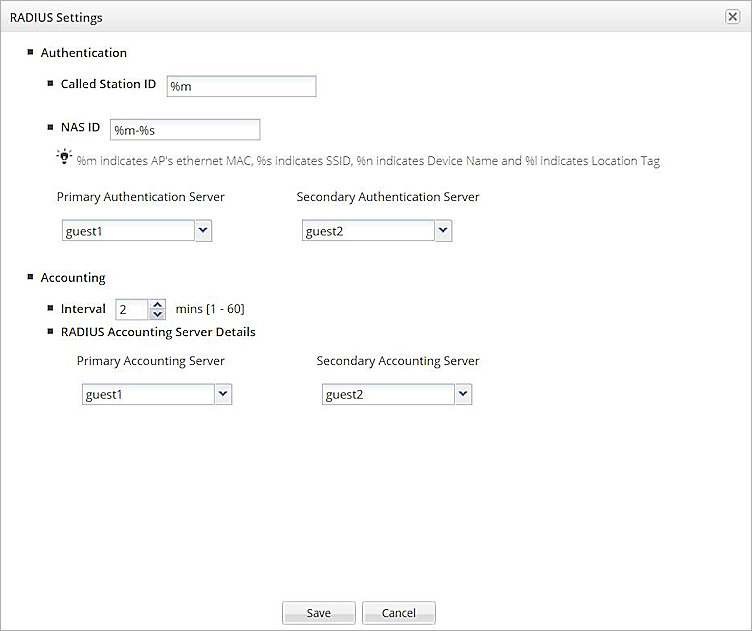 RADIUS Settings
Authentication
Called Station ID %m
NAS ID %m-%s
%m indicates AP's ethernet MAC, %s indicates SSID, %n indicates Device Name and %l indicates Location Tag
Primary Authentication Server Secondary Authentication Server
guest1 guest2
Accounting
Interval 2 mins [1 - 60]
RADIUS Accounting Server Details
Primary Accounting Server Secondary Accounting Server
guest1 guest2
Save Cancel